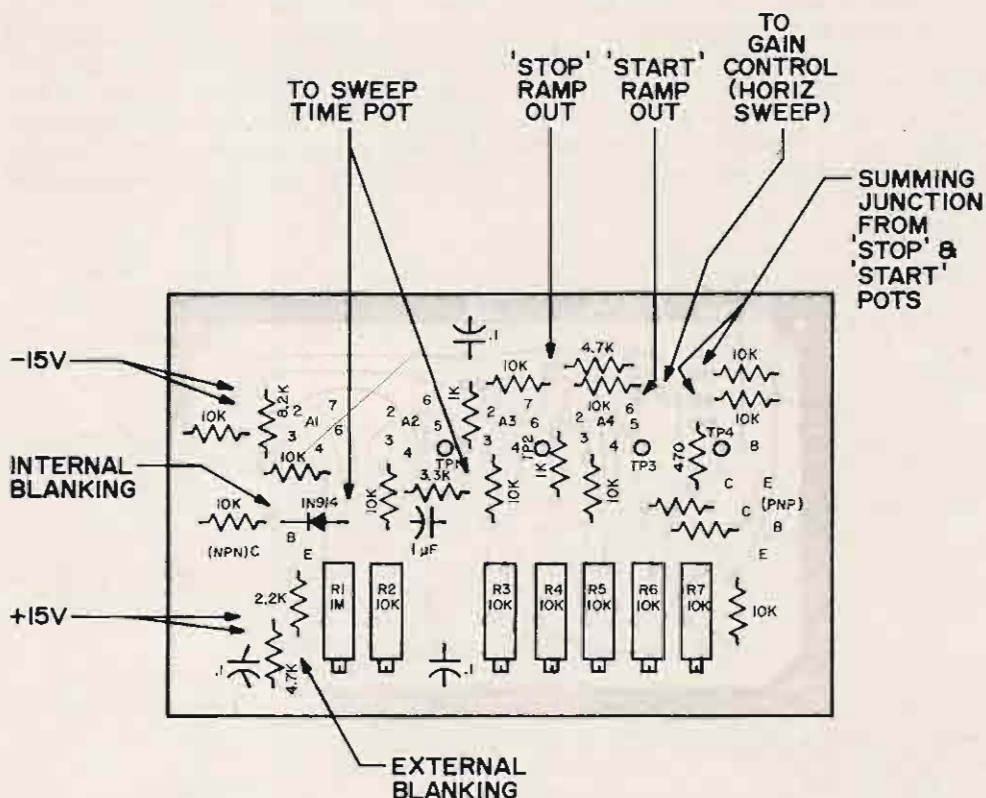 TO
GAIN
CONTROL
(HORIZ
SWEEP)
'STOP'
RAMP
OUT
'START'
RAMP
OUT
TO SWEEP
TIME POT
SUMMING
JUNCTION
FROM
'STOP' &
'START'
POTS
-15V
INTERNAL
BLANKING
+15V
EXTERNAL
BLANKING
.1
4.7K
10K
10K
10K
10K
10K
8.2K
1K
2 A1 7
3 6
4
2 A2 6
3 5
4
2 A3 7
3 6
4
2 A4 6
3 5
4
TP1
TP2
TP3
TP4
470
B
C E
C (PNP)
B
E
10K
10K
3.3K
10K
1K
10K
10K
IN914
B
(NPN) C
E
1µF
2.2K
4.7K
.1
R1
1M
R2
10K
.1
R3
10K
R4
10K
R5
10K
R6
10K
R7
10K
10K